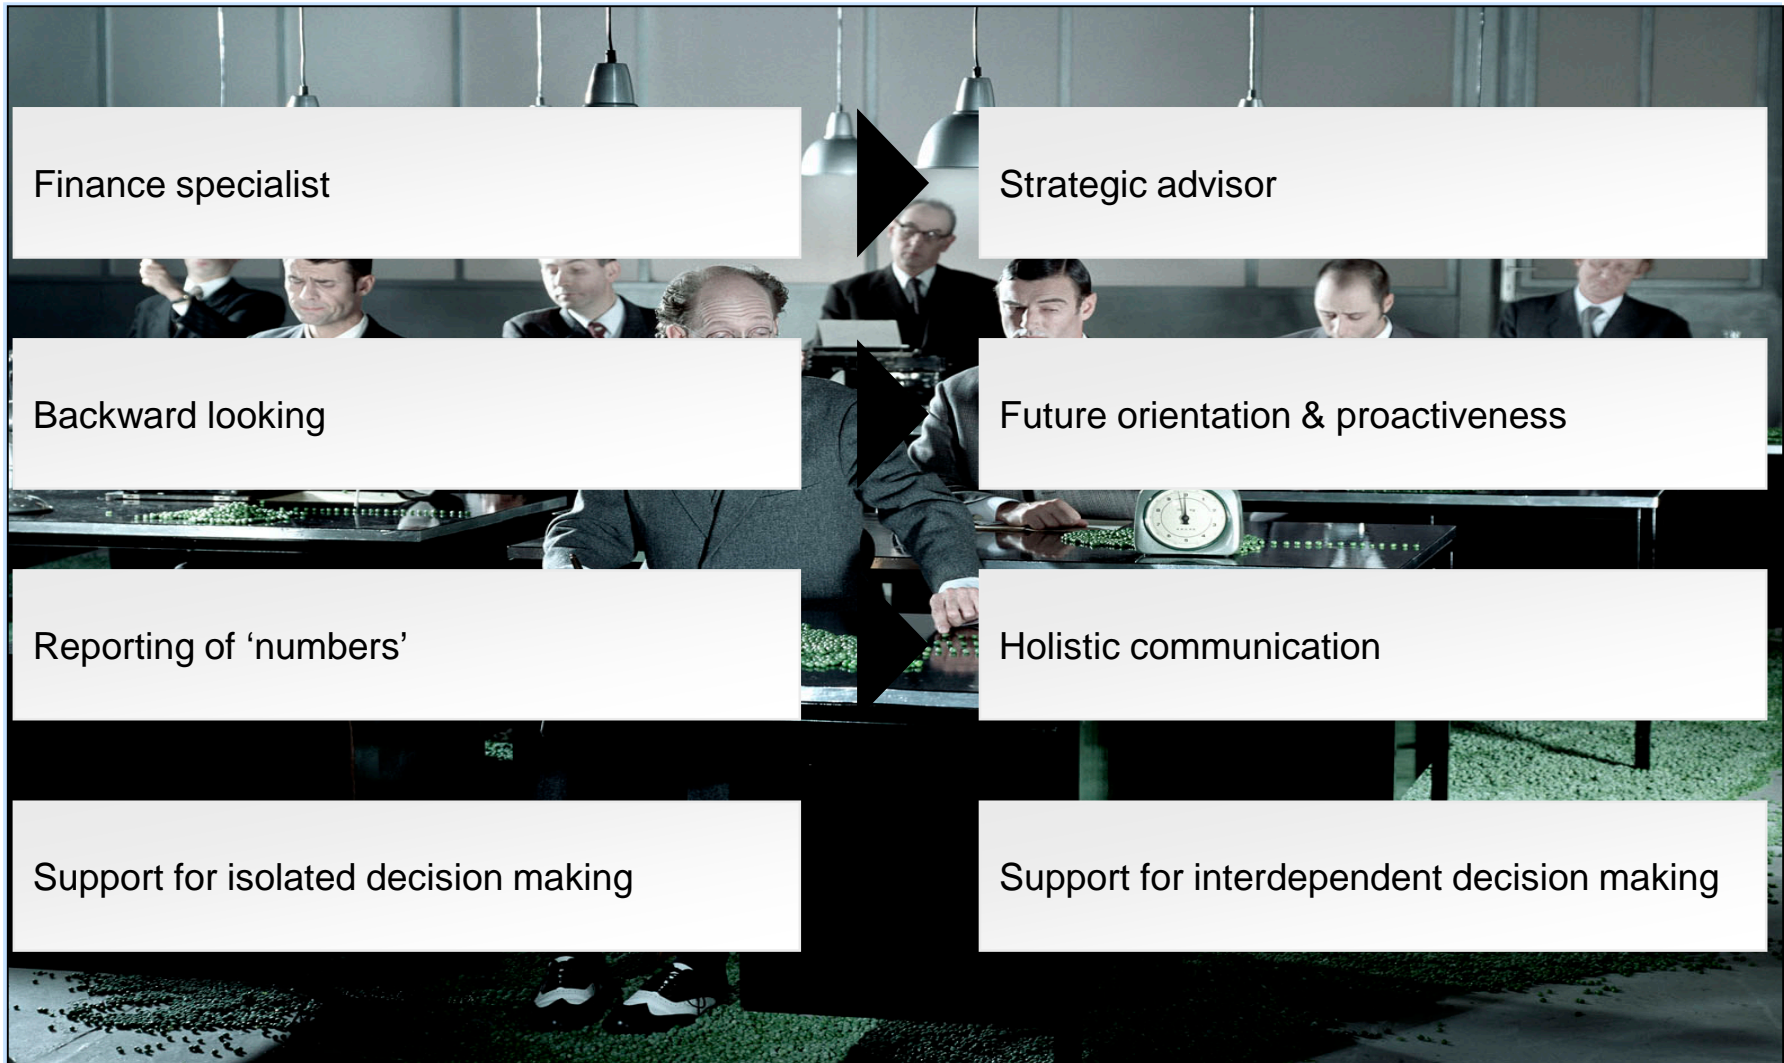 Finance specialist
Strategic advisor
Backward looking
Future orientation & proactiveness
Reporting of ‘numbers’
Holistic communication
Support for isolated decision making
Support for interdependent decision making